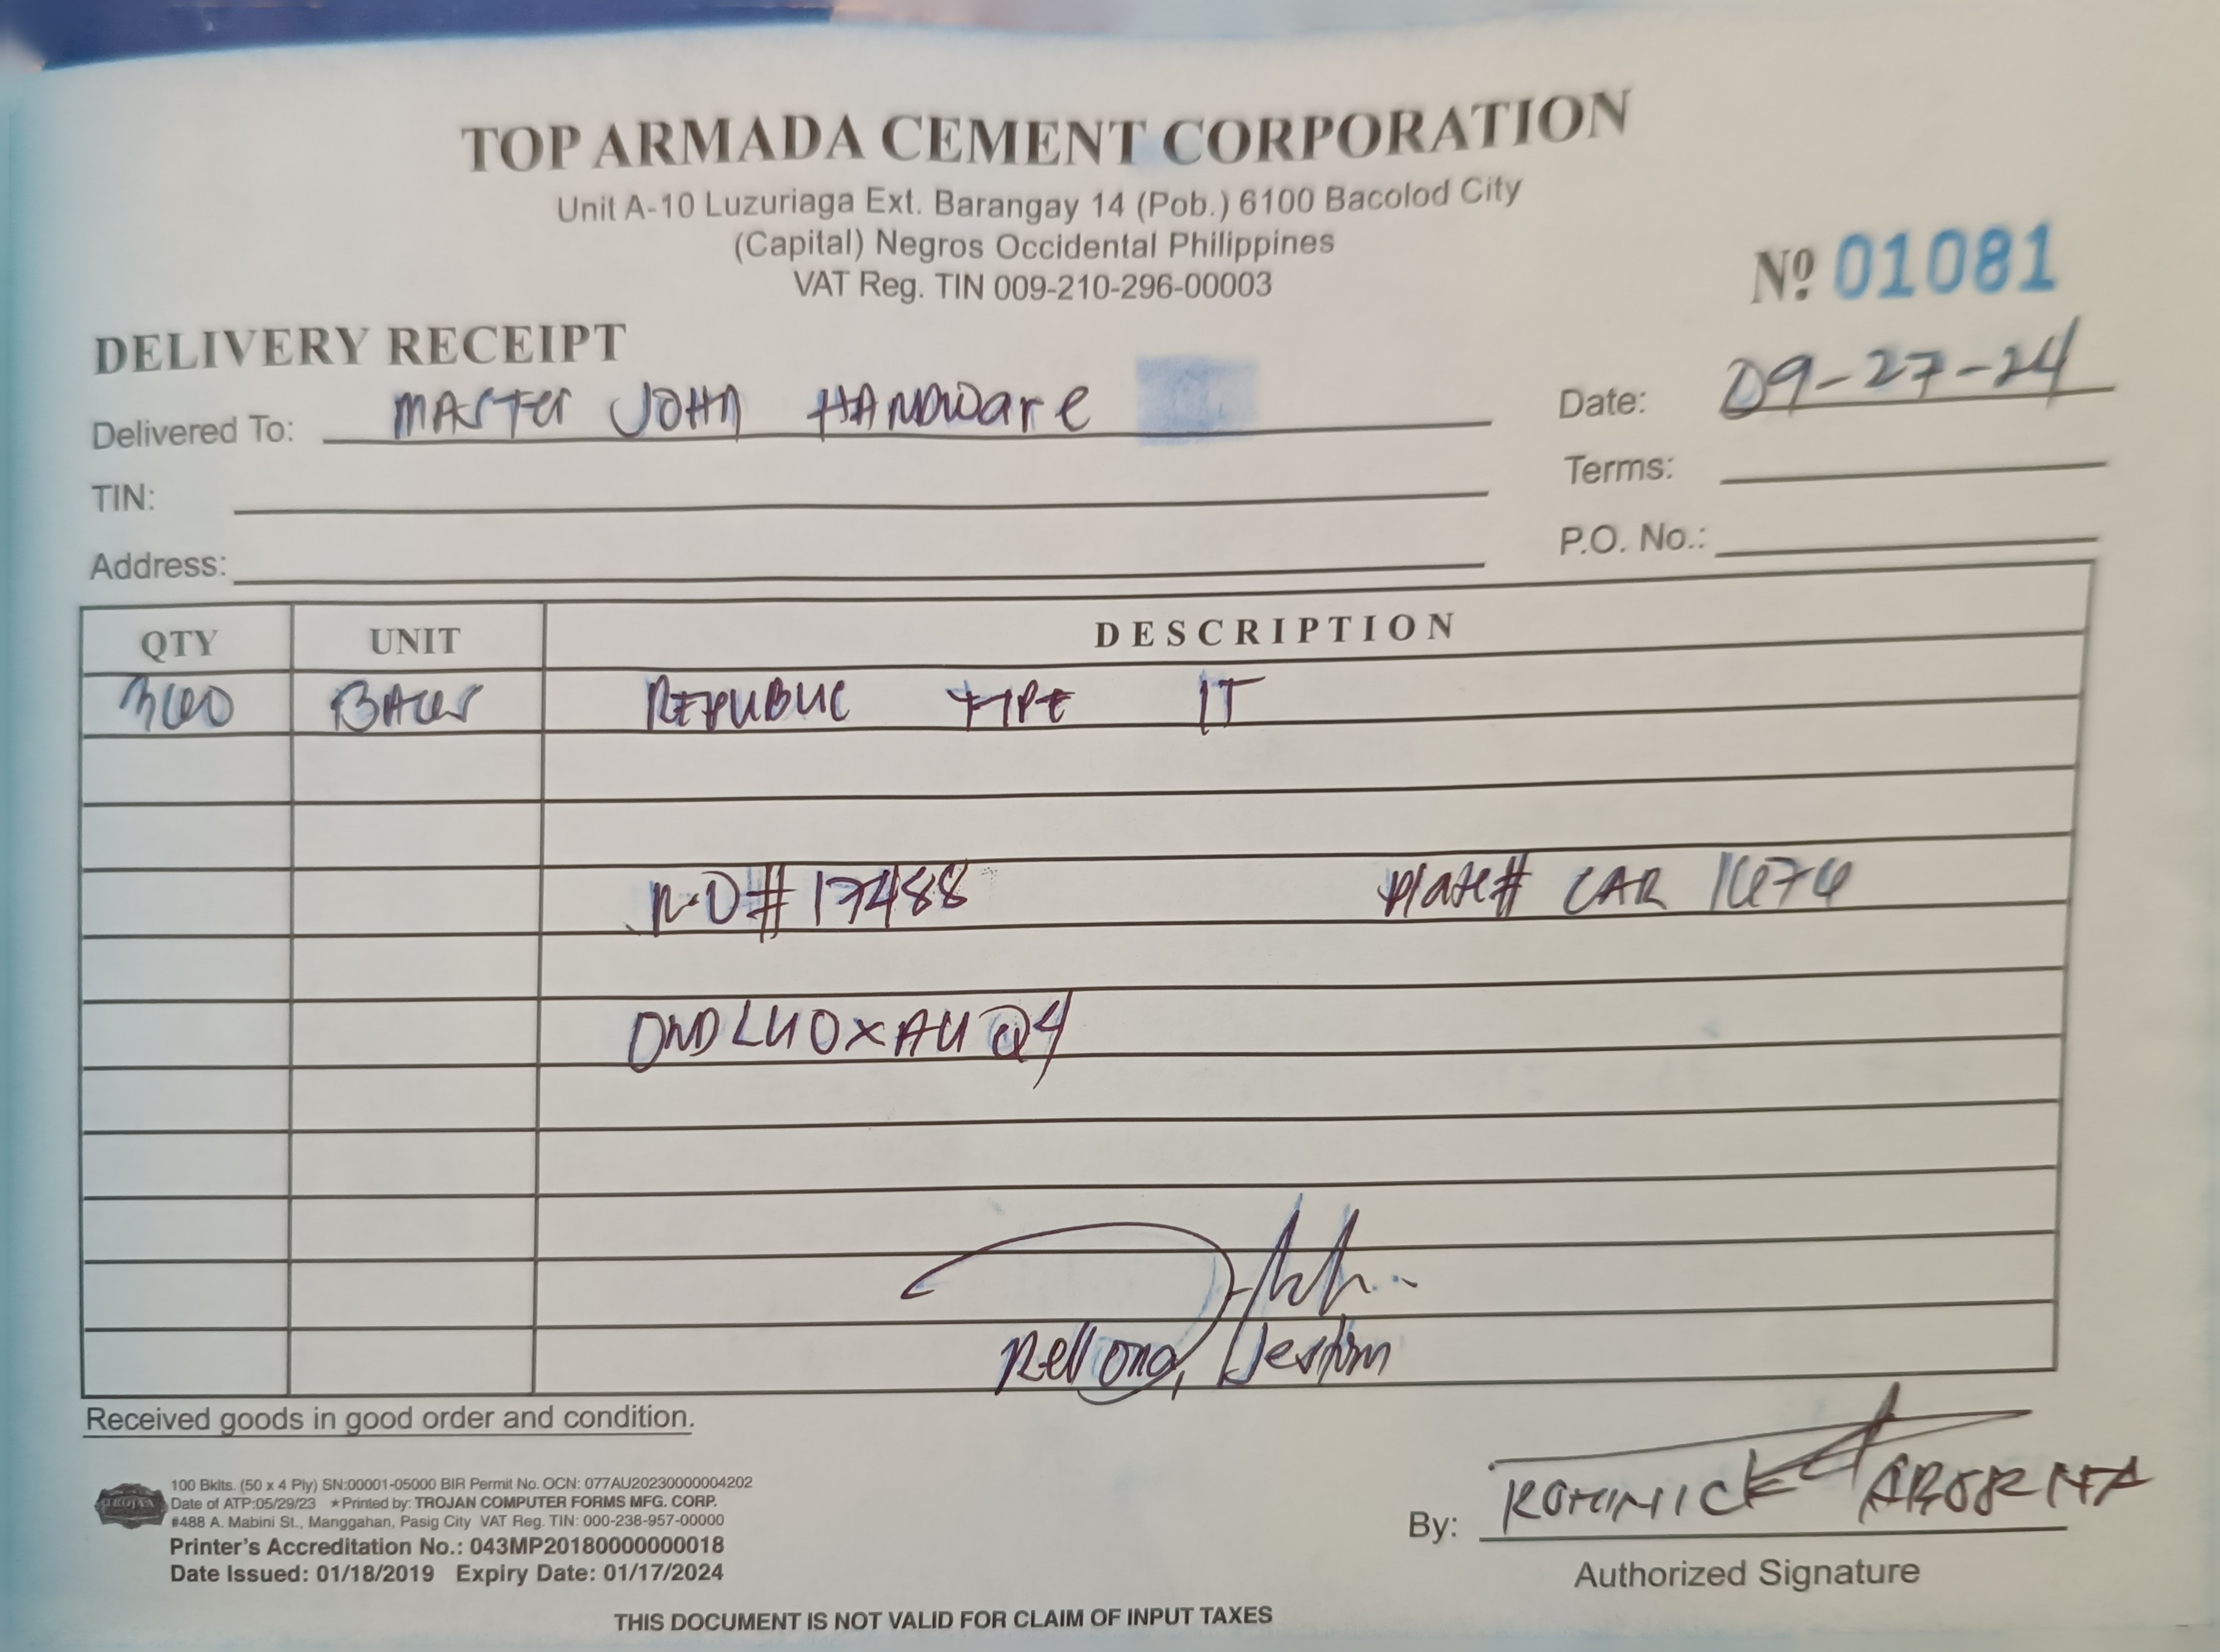 TOP ARMADA CEMENT CORPORATION
Unit A-10 Luzuriaga Ext. Barangay 14 (Pob.) 6100 Bacolod City
(Capital) Negros Occidental Philippines
VAT Reg. TIN 009-210-296-00003
Nº 01081
DELIVERY RECEIPT
Delivered To: MASTER JOHN HARDWARE
Date: 09-27-24
TIN:
Terms:
Address:
P.O. No.:
QTY UNIT DESCRIPTION
REPUBLIC TYPE 1T
#17488 Plate# CAR
Received goods in good order and condition.
100 Bklts. (50 x 4 Ply) SN:00001-05000 BIR Permit No. OCN: 077AU20230000004202
Date of ATP:05/29/23 ★Printed by: TROJAN COMPUTER FORMS MFG. CORP.
#488 A. Mabini St., Manggahan, Pasig City VAT Reg. TIN: 000-238-957-00000
Printer's Accreditation No.: 043MP20180000000018
Date Issued: 01/18/2019 Expiry Date: 01/17/2024
TROJAN
By:
Authorized Signature
THIS DOCUMENT IS NOT VALID FOR CLAIM OF INPUT TAXES